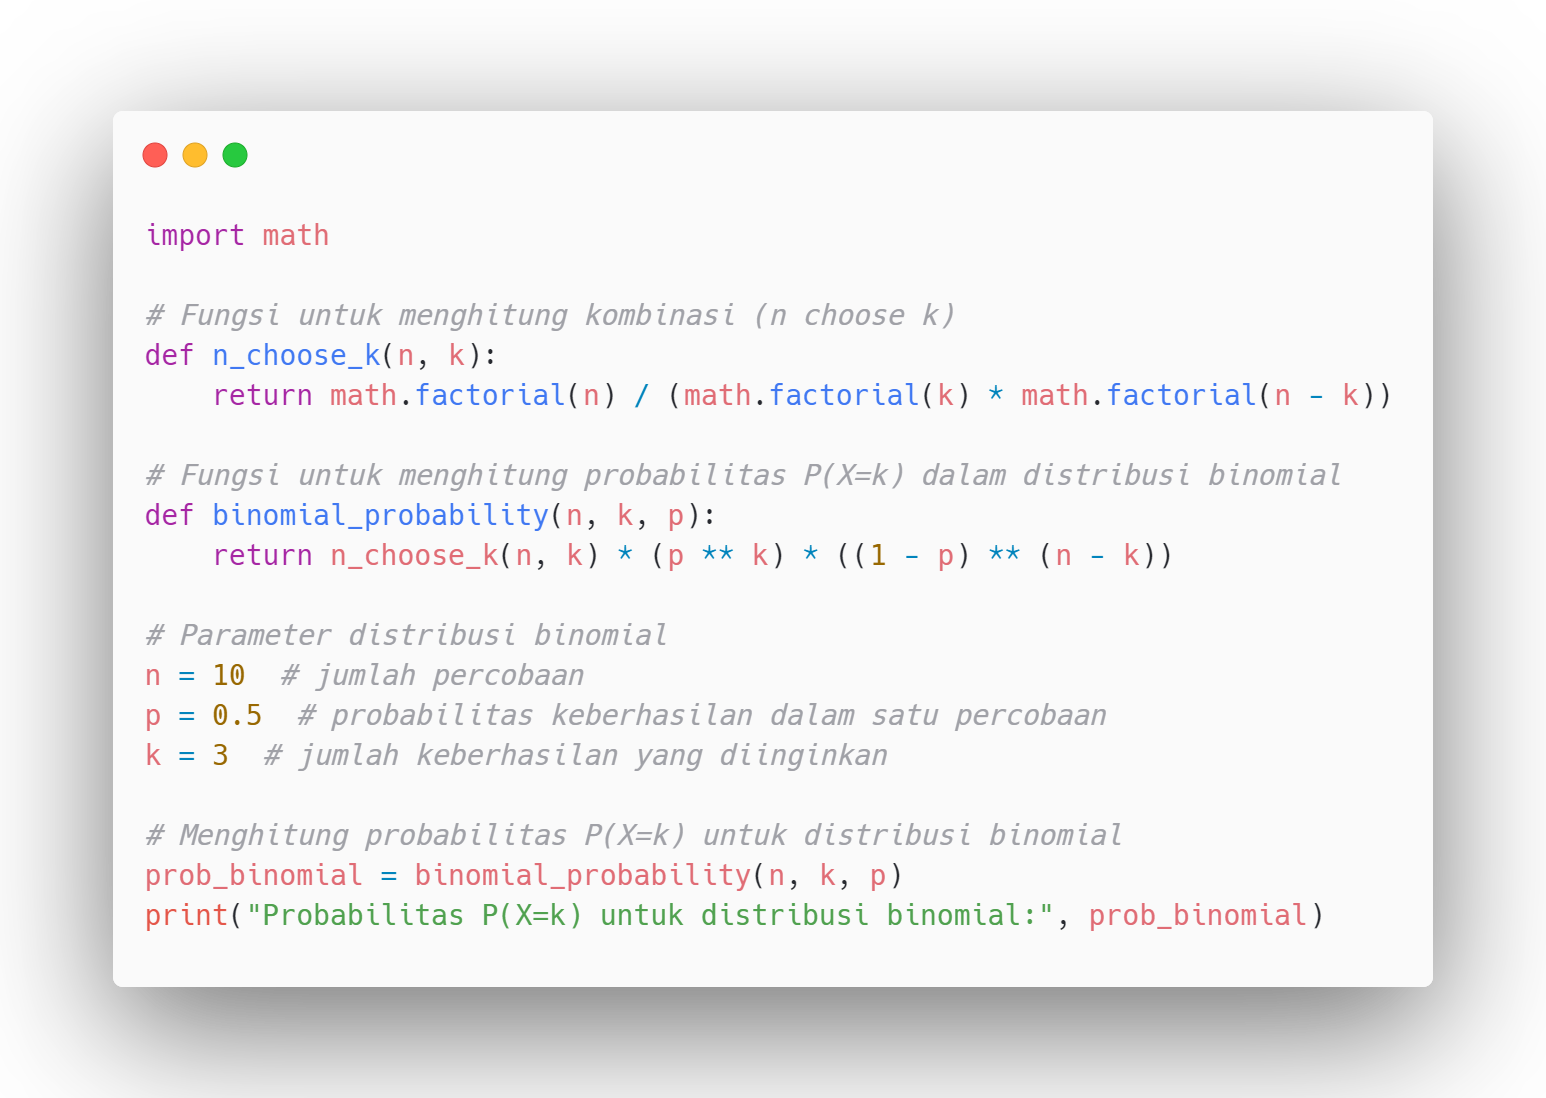 import math
# Fungsi untuk menghitung kombinasi (n choose k)
def n_choose_k(n, k):
    return math.factorial(n) / (math.factorial(k) * math.factorial(n - k))
# Fungsi untuk menghitung probabilitas P(X=k) dalam distribusi binomial
def binomial_probability(n, k, p):
    return n_choose_k(n, k) * (p ** k) * ((1 - p) ** (n - k))
# Parameter distribusi binomial
n = 10  # jumlah percobaan
p = 0.5  # probabilitas keberhasilan dalam satu percobaan
k = 3  # jumlah keberhasilan yang diinginkan
# Menghitung probabilitas P(X=k) untuk distribusi binomial
prob_binomial = binomial_probability(n, k, p)
print("Probabilitas P(X=k) untuk distribusi binomial:", prob_binomial)